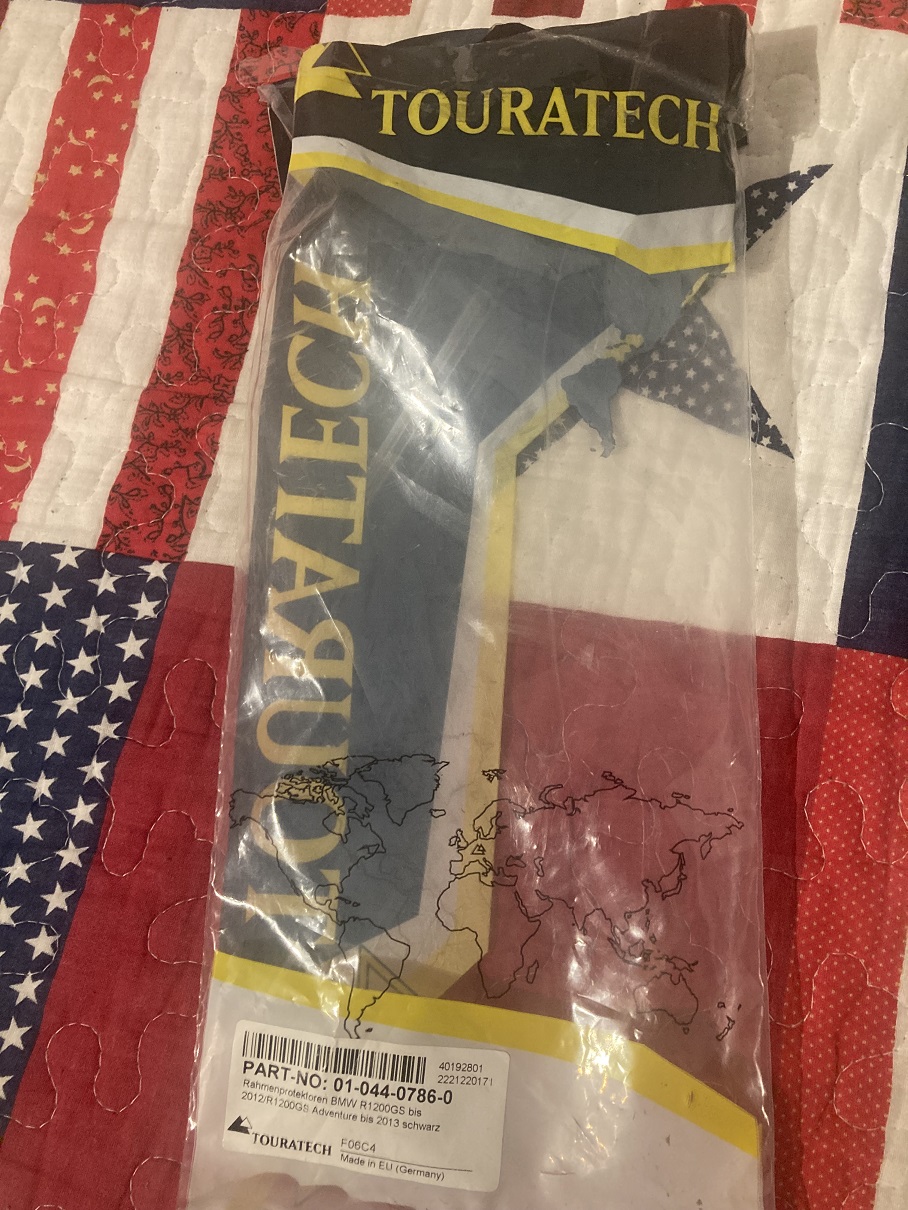 TOURATECH
TOURATECH
40192801
222122017I
PART-NO: 01-044-0786-0
Rahmenprotektoren BMW R1200GS bis
2012/R1200GS Adventure bis 2013 schwarz
TOURATECH
F06C4
Made in EU (Germany)